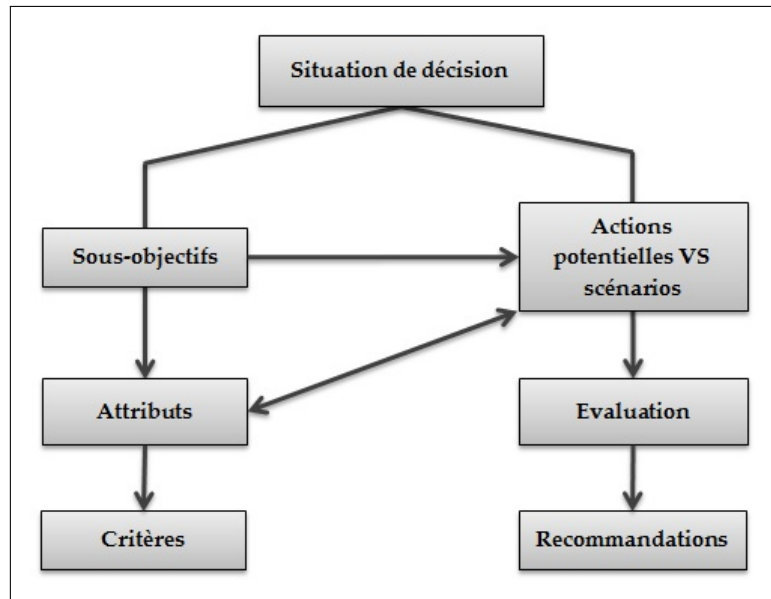 Situation de décision
Sous-objectifs
Actions
potentielles VS
scénarios
Attributs
Evaluation
Critères
Recommandations